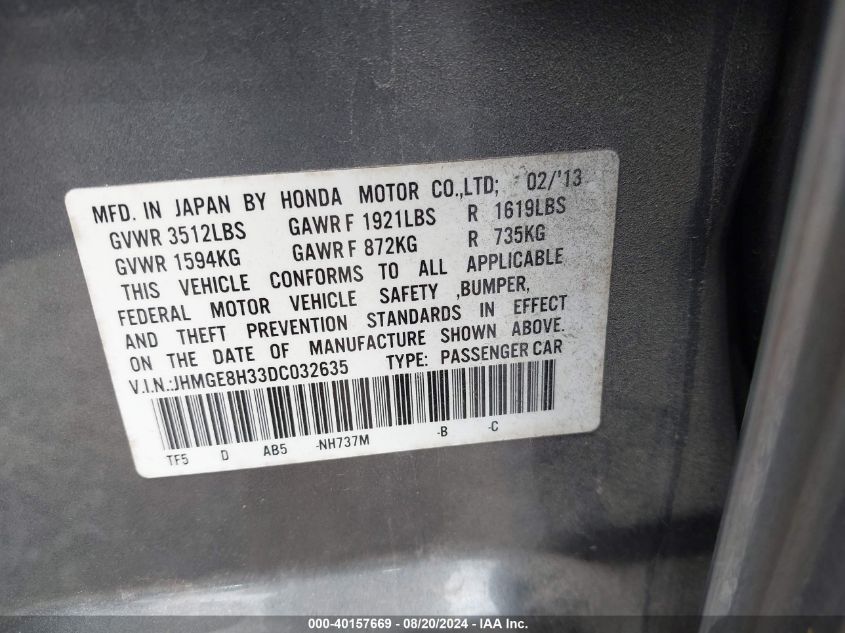 MFD. IN JAPAN BY HONDA MOTOR CO.,LTD; 02/'13
GVWR 3512LBS GAWR F 1921LBS R 1619LBS
GVWR 1594KG GAWR F 872KG R 735KG
THIS VEHICLE CONFORMS TO ALL APPLICABLE
FEDERAL MOTOR VEHICLE SAFETY ,BUMPER,
AND THEFT PREVENTION STANDARDS IN EFFECT
ON THE DATE OF MANUFACTURE SHOWN ABOVE.
V.I.N.:JHMGE8H33DC032635 TYPE: PASSENGER CAR
TF5 D AB5 -NH737M -B -C
000-40157669 - 08/20/2024 - IAA Inc.